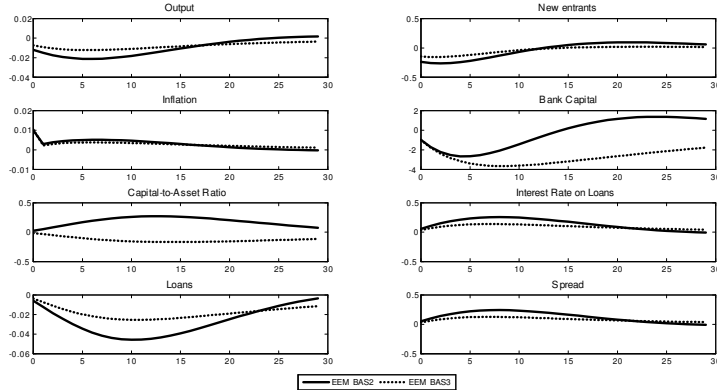 Output
0.02
0
-0.02
-0.04
0 5 10 15 20 25 30
New entrants
0.5
0
-0.5
0 5 10 15 20 25 30
Inflation
0.02
0.01
0
-0.01
0 5 10 15 20 25 30
Bank Capital
2
0
-2
-4
0 5 10 15 20 25 30
Capital-to-Asset Ratio
0.5
0
-0.5
0 5 10 15 20 25 30
Interest Rate on Loans
0.5
0
-0.5
0 5 10 15 20 25 30
Loans
0
-0.02
-0.04
-0.06
0 5 10 15 20 25 30
Spread
0.5
0
-0.5
0 5 10 15 20 25 30
EEM BAS2 EEM BAS3